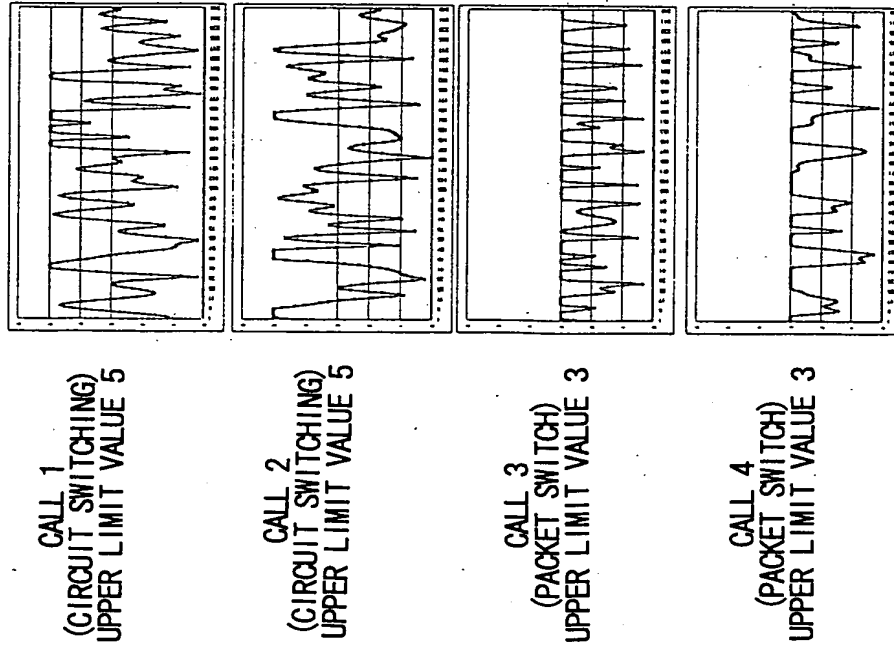 CALL 1
(CIRCUIT SWITCHING)
UPPER LIMIT VALUE 5
CALL 2
(CIRCUIT SWITCHING)
UPPER LIMIT VALUE 5
CALL 3
(PACKET SWITCH)
UPPER LIMIT VALUE 3
CALL 4
(PACKET SWITCH)
UPPER LIMIT VALUE 3